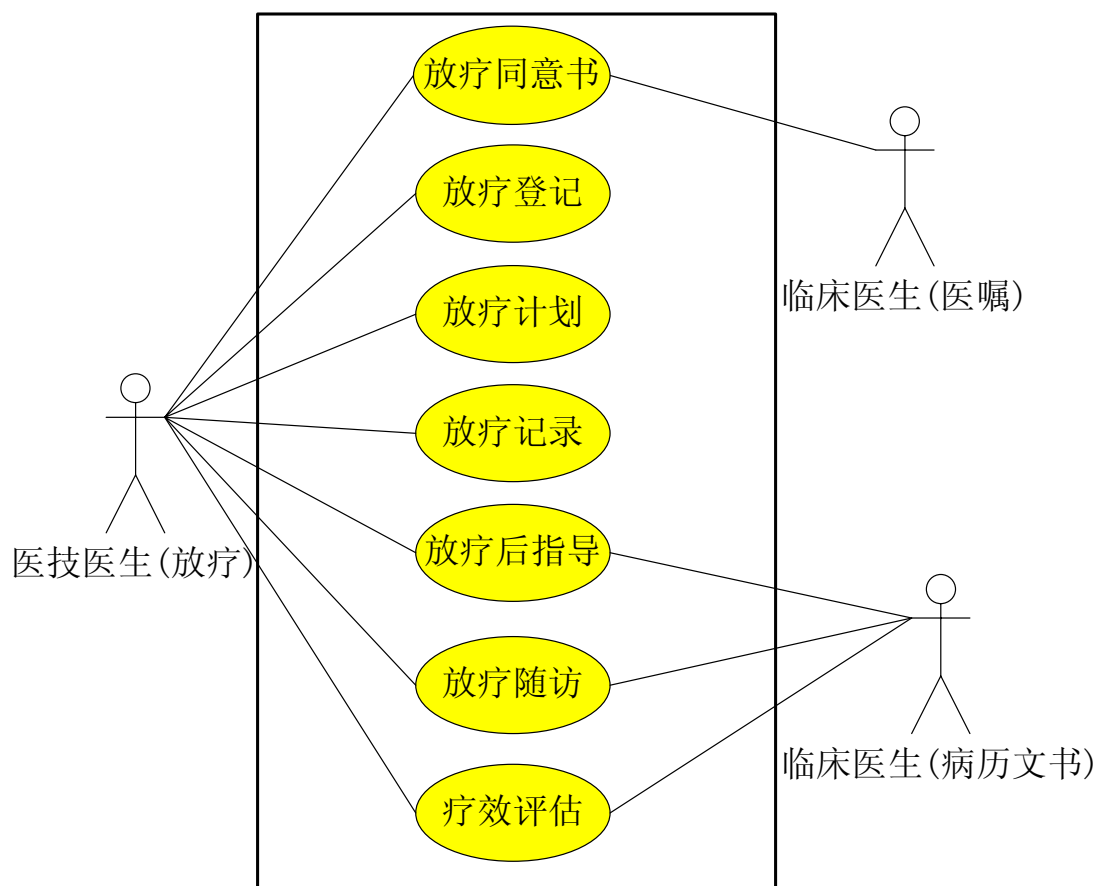 放疗同意书
放疗登记
临床医生(医嘱)
放疗计划
放疗记录
放疗后指导
医技医生(放疗)
放疗随访
临床医生(病历文书)
疗效评估